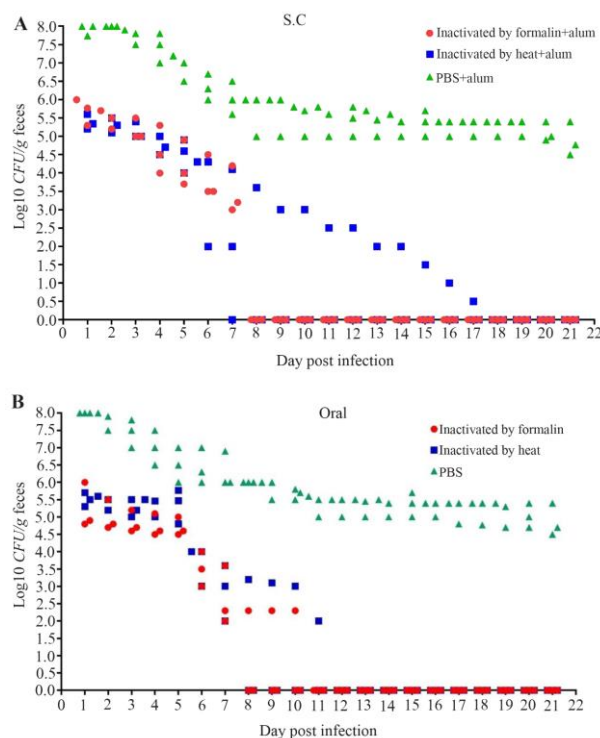 A
S.C
Inactivated by formalin+alum
Inactivated by heat+alum
PBS+alum
Log10 CFU/g feces
8.0
7.5
7.0
6.5
6.0
5.5
5.0
4.5
4.0
3.5
3.0
2.5
2.0
1.5
1.0
0.5
0.0
0 1 2 3 4 5 6 7 8 9 10 11 12 13 14 15 16 17 18 19 20 21 22
Day post infection
B
Oral
Inactivated by formalin
Inactivated by heat
PBS
Log10 CFU/g feces
8.0
7.5
7.0
6.5
6.0
5.5
5.0
4.5
4.0
3.5
3.0
2.5
2.0
1.5
1.0
0.5
0.0
0 1 2 3 4 5 6 7 8 9 10 11 12 13 14 15 16 17 18 19 20 21 22
Day post infection